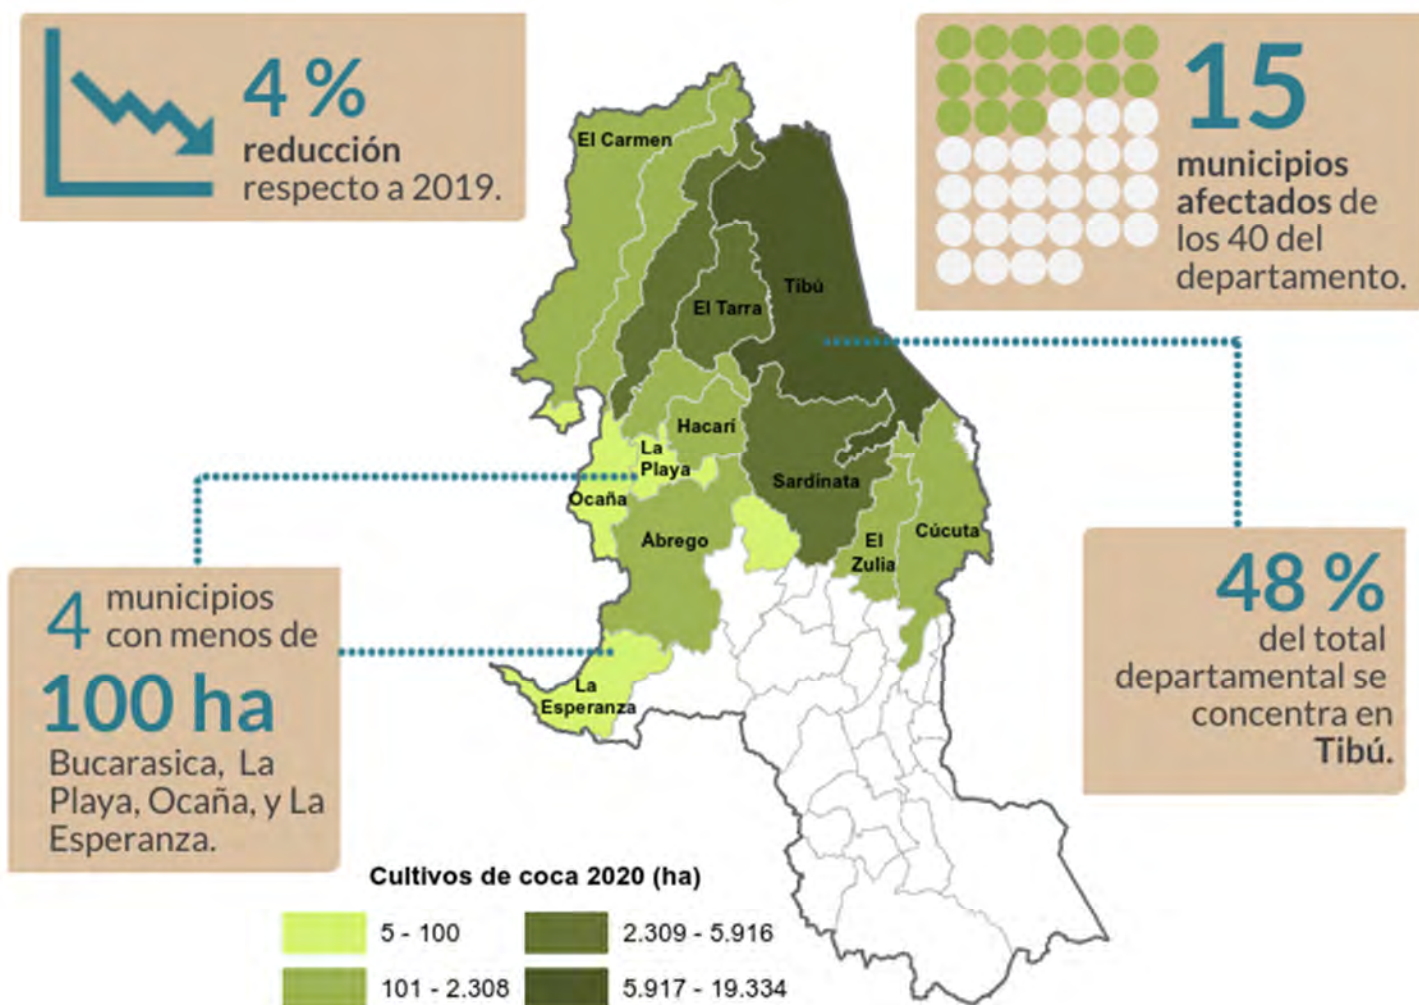 4 %
reducción
respecto a 2019.
15
municipios
afectados de
los 40 del
departamento.
El Carmen
Tibú
El Tarra
Hacarí
La
Playa
Sardinata
Ocaña
Ábrego
El
Zulia
Cúcuta
La
Esperanza
4 municipios
con menos de
100 ha
Bucarasica, La
Playa, Ocaña, y La
Esperanza.
48 %
del total
departamental se
concentra en
Tibú.
Cultivos de coca 2020 (ha)
5 - 100
2.309 - 5.916
101 - 2.308
5.917 - 19.334